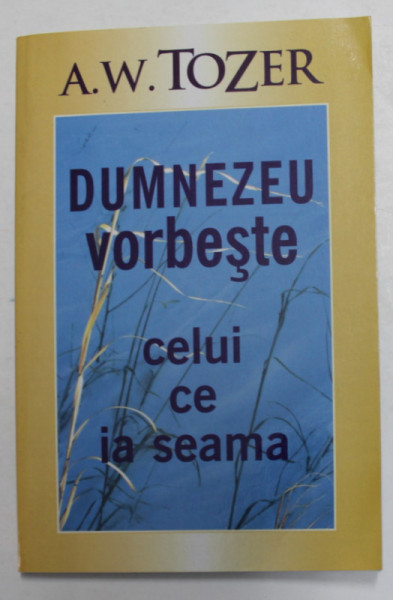 A.W. TOZER
DUMNEZEU
vorbeşte
celui
ce
ia seama